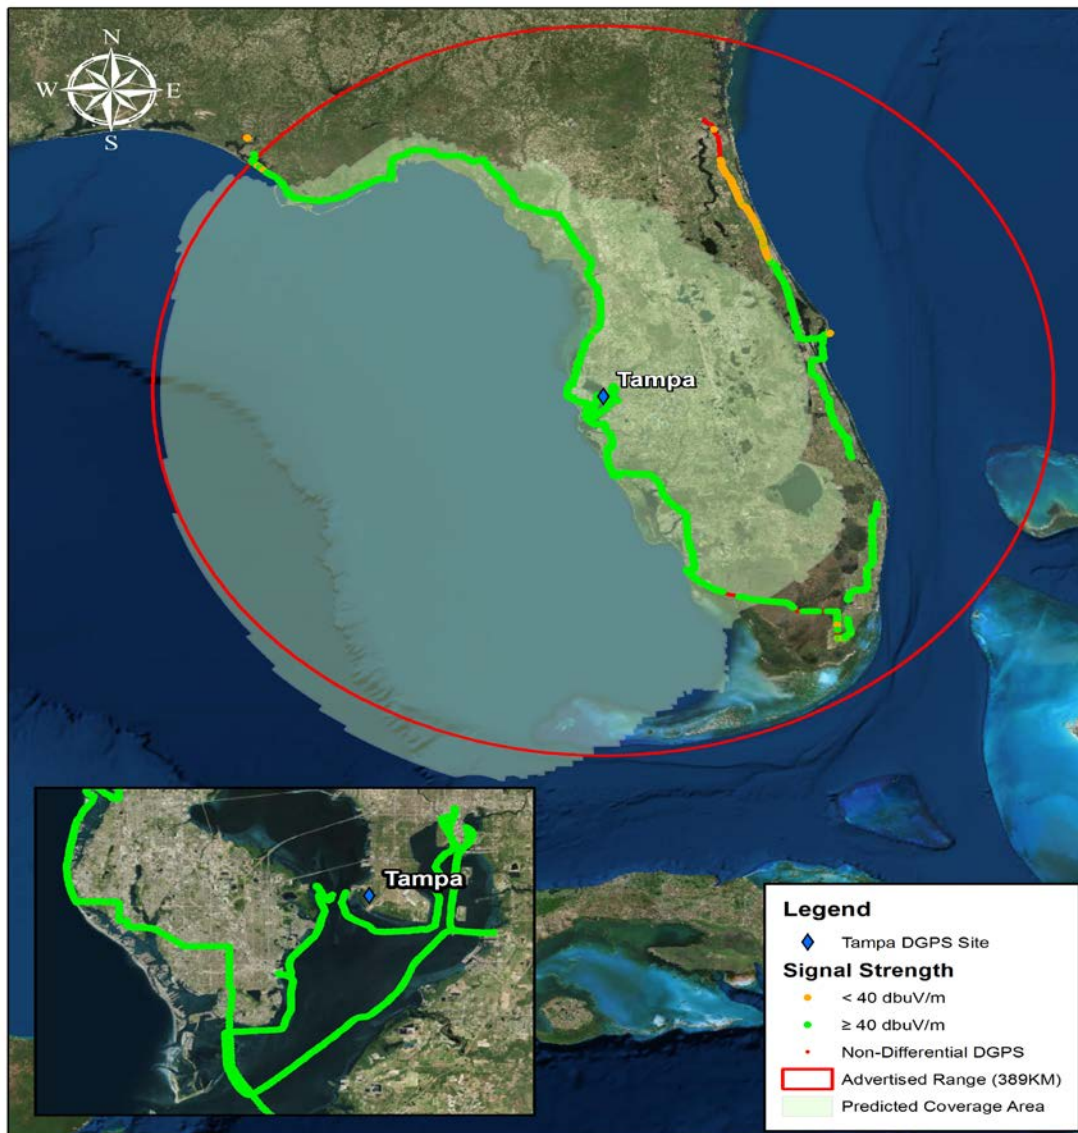 N
W
E
S
Tampa
Tampa
Legend
Tampa DGPS Site
Signal Strength
< 40 dbuV/m
≥ 40 dbuV/m
Non-Differential DGPS
Advertised Range (389KM)
Predicted Coverage Area